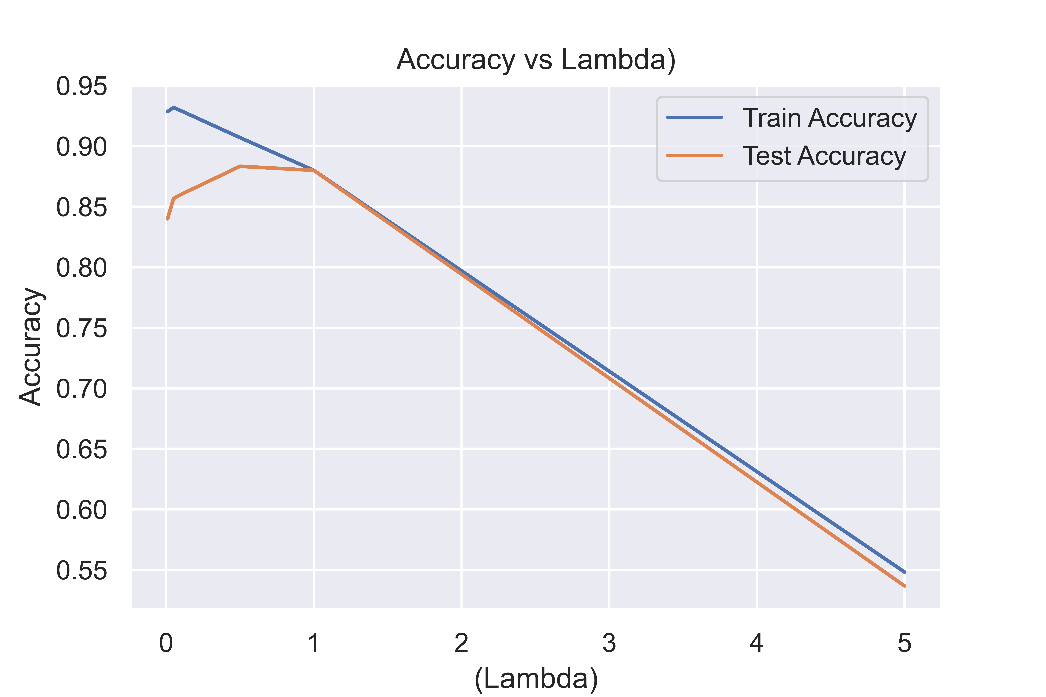 Accuracy vs Lambda)
Train Accuracy
Test Accuracy
Accuracy
0.95
0.90
0.85
0.80
0.75
0.70
0.65
0.60
0.55
0 1 2 3 4 5
(Lambda)